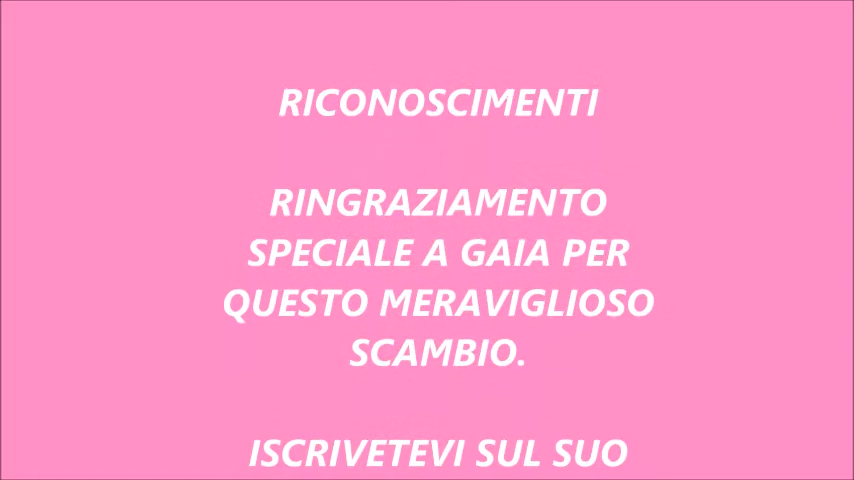 RICONOSCIMENTI
RINGRAZIAMENTO
SPECIALE A GAIA PER
QUESTO MERAVIGLIOSO
SCAMBIO.
ISCRIVETEVI SUL SUO